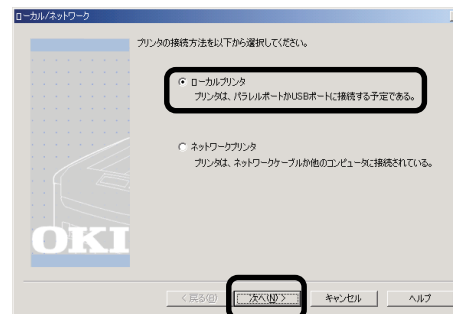 ローカル/ネットワーク
プリンタの接続方法を以下から選択してください。
ローカルプリンタ
プリンタは、パラレルポートかUSBポートに接続する予定である。
ネットワークプリンタ
プリンタは、ネットワークケーブルか他のコンピュータに接続されている。
OKI
< 戻る(B) 次へ(N) > キャンセル ヘルプ